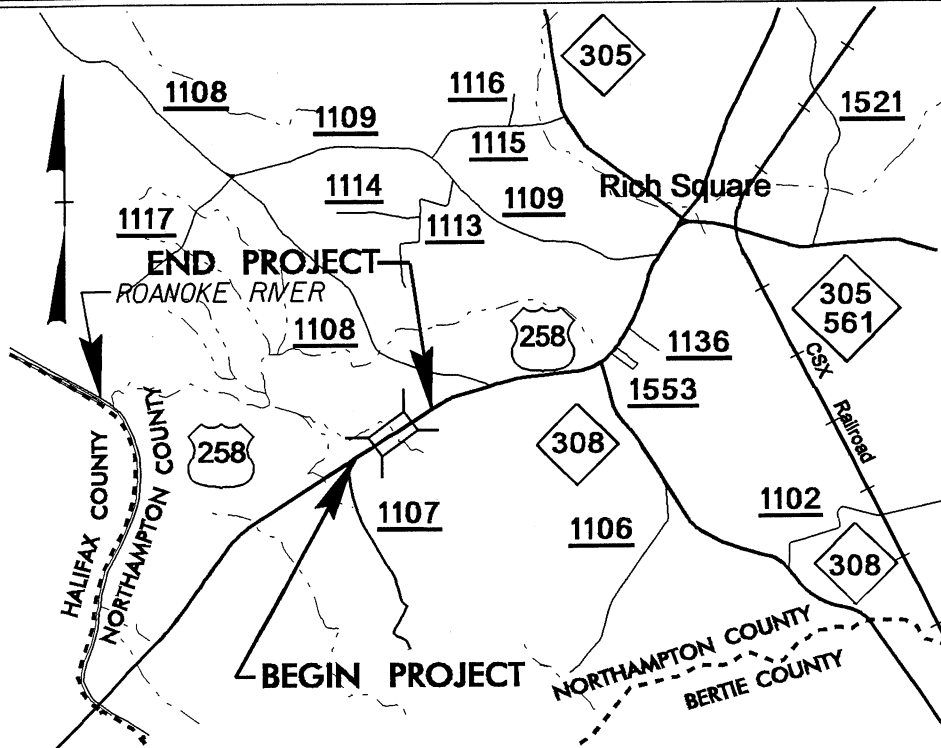 305
1108
1116
1521
1109
1115
1114
Rich Square
1109
1117
1113
END PROJECT
ROANOKE RIVER
305
561
1108
258
1136
CSX
Railroad
1553
258
308
HALIFAX COUNTY
NORTHAMPTON COUNTY
1107
1106
1102
308
BEGIN PROJECT
NORTHAMPTON COUNTY
BERTIE COUNTY